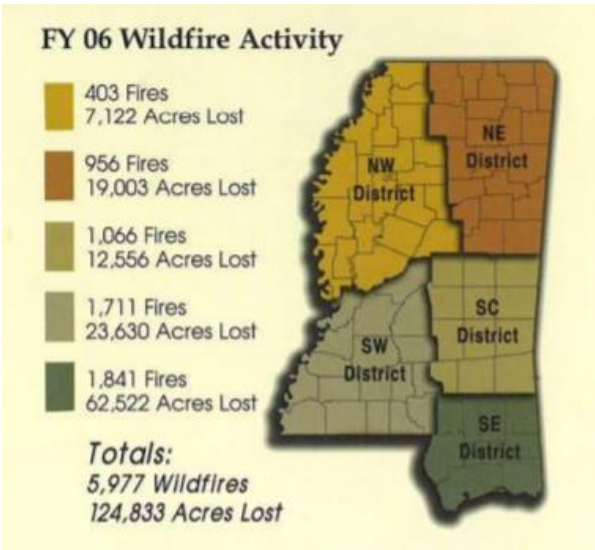 FY 06 Wildfire Activity
403 Fires
7,122 Acres Lost
956 Fires
19,003 Acres Lost
1,066 Fires
12,556 Acres Lost
1,711 Fires
23,630 Acres Lost
1,841 Fires
62,522 Acres Lost
Totals:
5,977 Wildfires
124,833 Acres Lost
NW
District
NE
District
SC
District
SW
District
SE
District